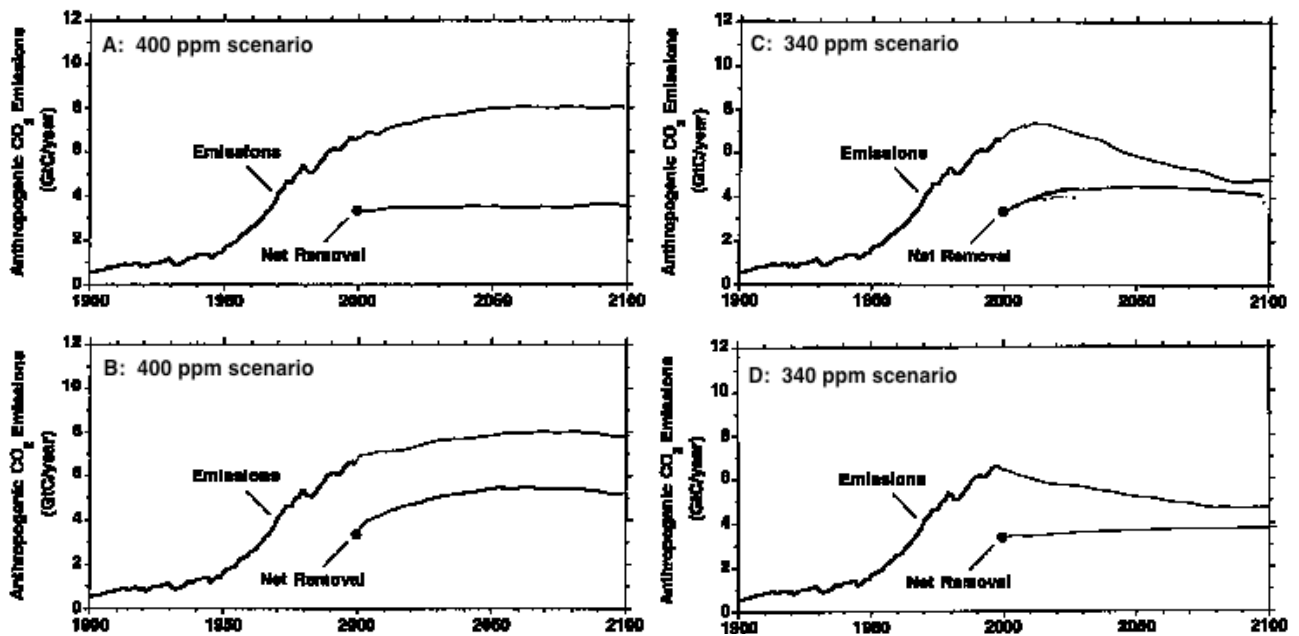 A: 400 ppm scenario
Anthropogenic CO₂ Emissions
(GtC/year)
12
10
8
6
4
2
0
Emissions
Net Removal
1900 1950 2000 2050 2100
C: 340 ppm scenario
Anthropogenic CO₂ Emissions
(GtC/year)
12
10
8
6
4
2
0
Emissions
Net Removal
1900 1950 2000 2050 2100
B: 400 ppm scenario
Anthropogenic CO₂ Emissions
(GtC/year)
12
10
8
6
4
2
0
Emissions
Net Removal
1900 1950 2000 2050 2100
D: 340 ppm scenario
Anthropogenic CO₂ Emissions
(GtC/year)
12
10
8
6
4
2
0
Emissions
Net Removal
1900 1950 2000 2050 2100